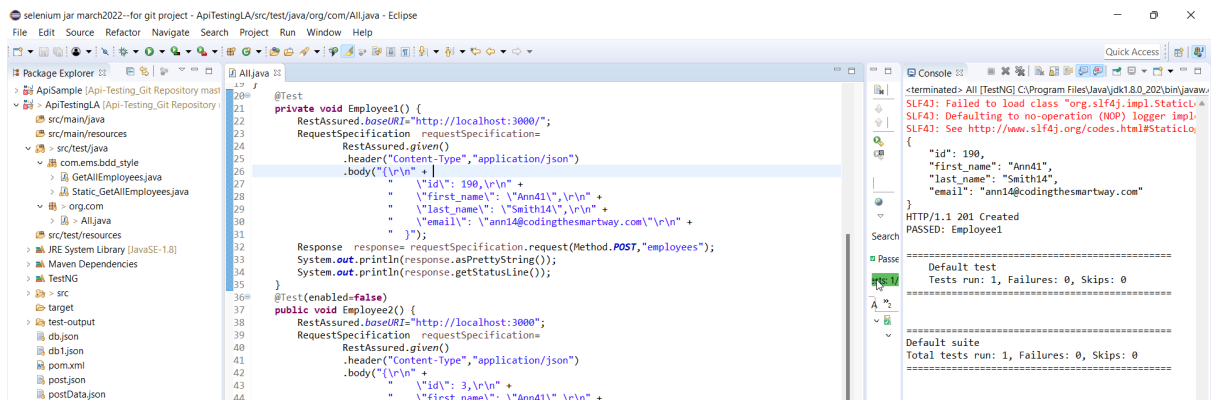 selenium jar march2022--for git project - ApiTestingLA/src/test/java/org/com/All.java - Eclipse
File Edit Source Refactor Navigate Search Project Run Window Help
Quick Access
Package Explorer
ApiSample [Api-Testing_Git Repository mast
> ApiTestingLA [Api-Testing_Git Repository
src/main/java
src/main/resources
> src/test/java
com.ems.bdd_style
GetAllEmployees.java
Static_GetAllEmployees.java
> org.com
> All.java
src/test/resources
JRE System Library [JavaSE-1.8]
Maven Dependencies
TestNG
> src
target
test-output
db.json
db1.json
pom.xml
post.json
postData.json
All.java
19 }
20 @Test
21 private void Employee1() {
22 RestAssured.baseURI="http://localhost:3000/";
23 RequestSpecification requestSpecification=
24 RestAssured.given()
25 .header("Content-Type","application/json")
26 .body("{\r\n" +
27 " \"id\": 190,\r\n" +
28 " \"first_name\": \"Ann41\",\r\n" +
29 " \"last_name\": \"Smith14\",\r\n" +
30 " \"email\": \"ann14@codingthesmartway.com\"\r\n" +
31 " }");
32 Response response= requestSpecification.request(Method.POST,"employees");
33 System.out.println(response.asPrettyString());
34 System.out.println(response.getStatusLine());
35 }
36 @Test(enabled=false)
37 public void Employee2() {
38 RestAssured.baseURI="http://localhost:3000";
39 RequestSpecification requestSpecification=
40 RestAssured.given()
41 .header("Content-Type","application/json")
42 .body("{\r\n" +
43 " \"id\": 3,\r\n" +
44 " \"first_name\": \"Ann41\",\r\n" +
Search
Passe
1/
A »2
Console
<terminated> All [TestNG] C:\Program Files\Java\jdk1.8.0_202\bin\javaw.
SLF4J: Failed to load class "org.slf4j.impl.StaticL
SLF4J: Defaulting to no-operation (NOP) logger impl
SLF4J: See http://www.slf4j.org/codes.html#StaticLo
{
"id": 190,
"first_name": "Ann41",
"last_name": "Smith14",
"email": "ann14@codingthesmartway.com"
}
HTTP/1.1 201 Created
PASSED: Employee1
===============================================
Default test
Tests run: 1, Failures: 0, Skips: 0
===============================================
===============================================
Default suite
Total tests run: 1, Failures: 0, Skips: 0
===============================================